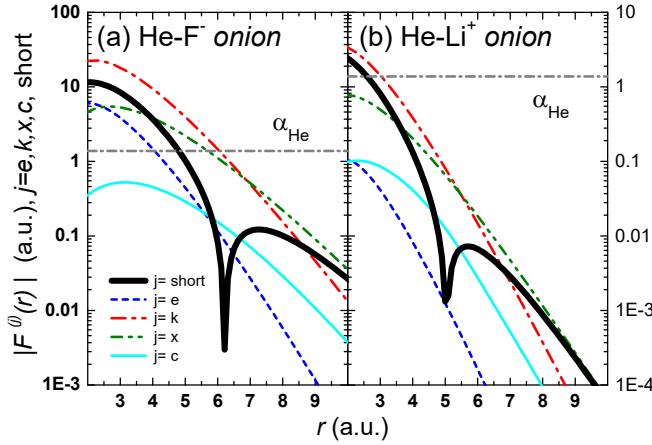 (a) He-F⁻ onion
(b) He-Li⁺ onion
100
10
1
0.1
0.01
1E-3
10
1
0.1
0.01
1E-3
1E-4
α_He
α_He
|F^(j)(r) | (a.u.), j=e,k,x,c, short
j= short
j= e
j= k
j= x
j= c
3 4 5 6 7 8 9
3 4 5 6 7 8 9
r (a.u.)